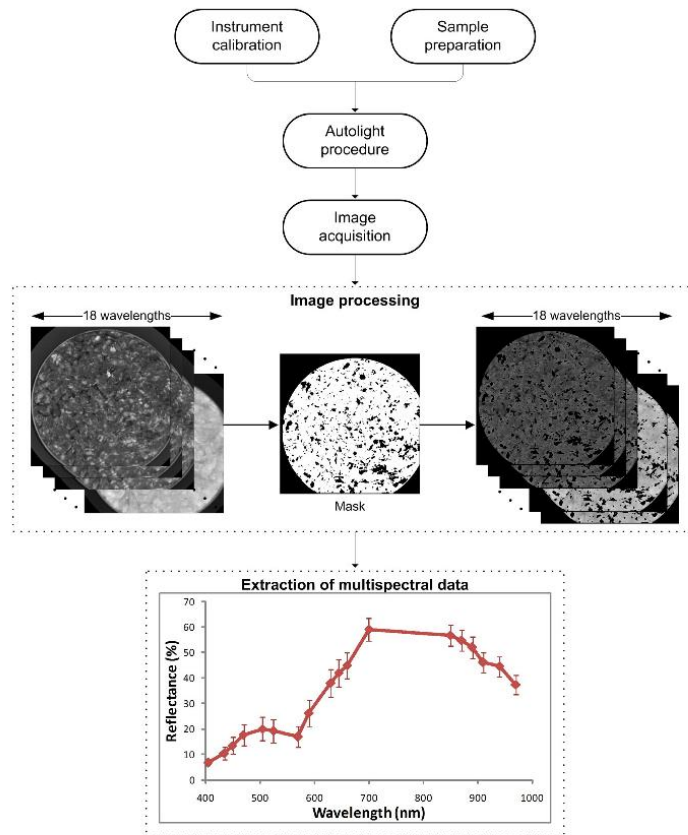 Instrument
calibration
Sample
preparation
Autolight
procedure
Image
acquisition
Image processing
18 wavelengths
18 wavelengths
Mask
Extraction of multispectral data
Reflectance (%)
70
60
50
40
30
20
10
0
400 500 600 700 800 900 1000
Wavelength (nm)